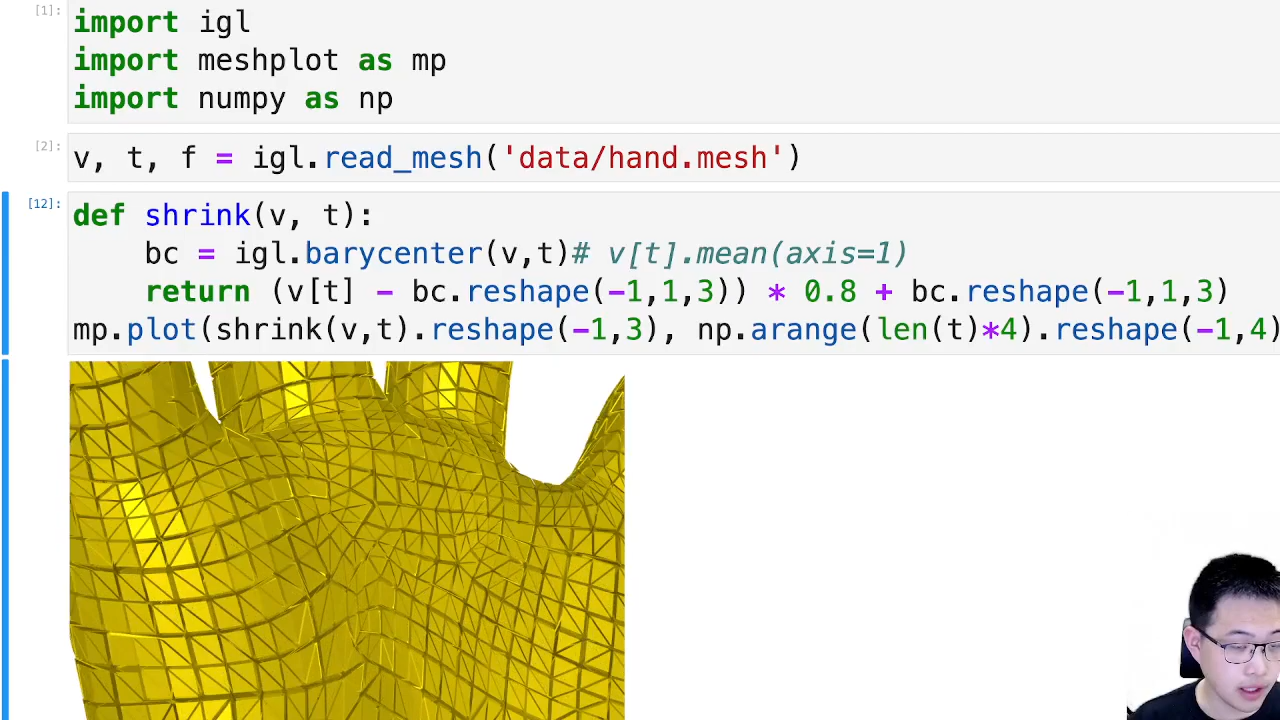 [1]:
import igl
import meshplot as mp
import numpy as np
[2]:
v, t, f = igl.read_mesh('data/hand.mesh')
[12]:
def shrink(v, t):
bc = igl.barycenter(v,t)# v[t].mean(axis=1)
return (v[t] - bc.reshape(-1,1,3)) * 0.8 + bc.reshape(-1,1,3)
mp.plot(shrink(v,t).reshape(-1,3), np.arange(len(t)*4).reshape(-1,4)